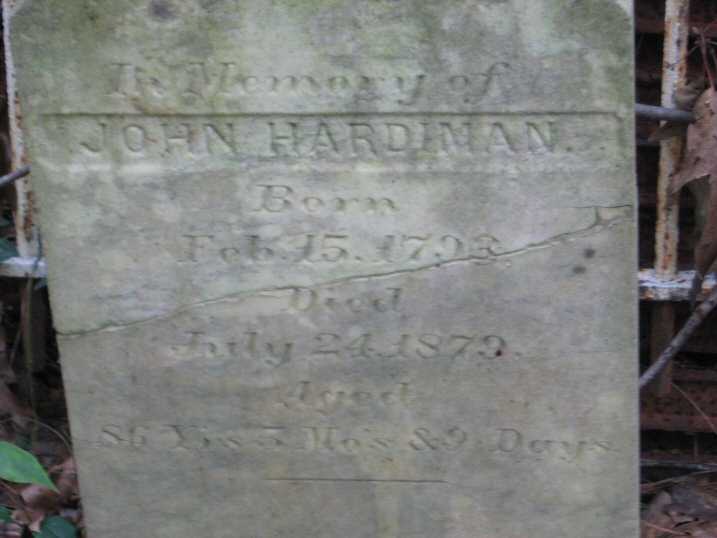 In Memory of
JOHN HARDIMAN.
Born
Feb. 15. 1793.
Died
July 24. 1879.
Aged
86 Yrs 5 Mo's & 9 Days